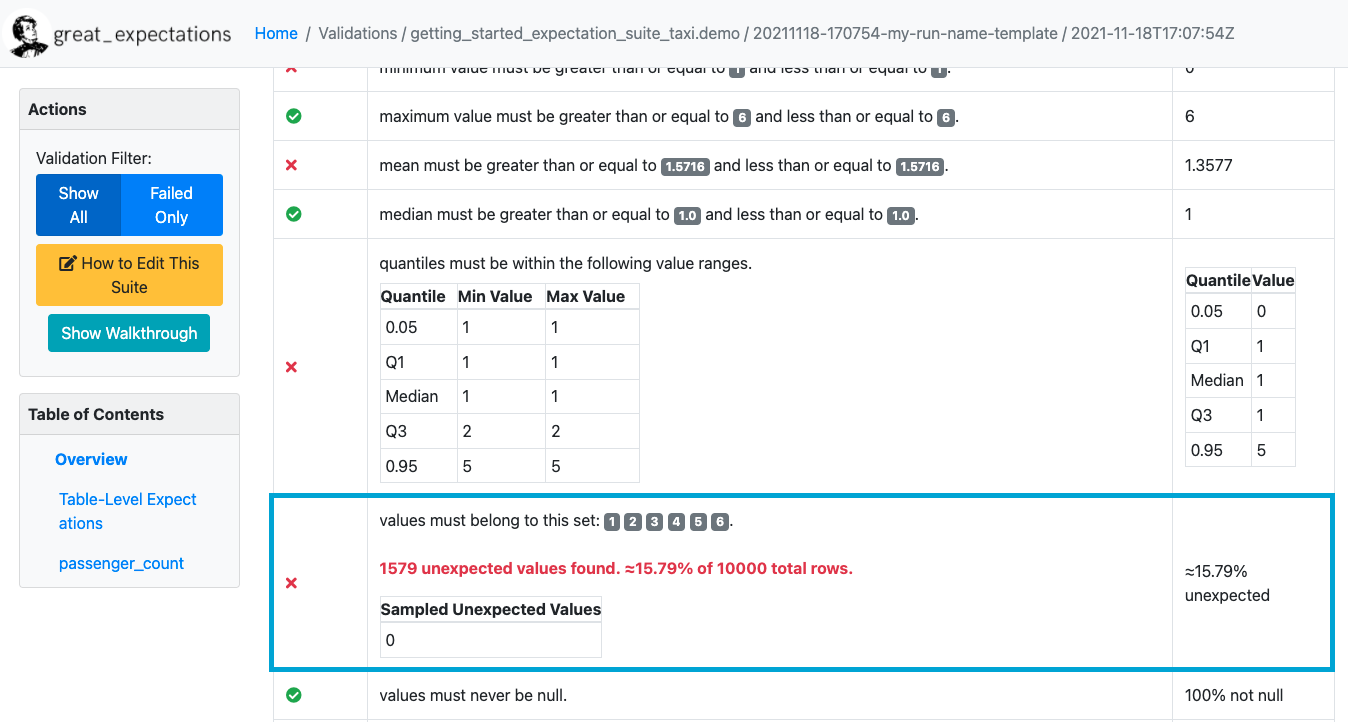 great_expectations
Home / Validations / getting_started_expectation_suite_taxi.demo / 20211118-170754-my-run-name-template / 2021-11-18T17:07:54Z
minimum value must be greater than or equal to 1 and less than or equal to 1. 0
Actions
Validation Filter:
Show All
Failed Only
How to Edit This Suite
Show Walkthrough
Table of Contents
Overview
Table-Level Expect
ations
passenger_count
maximum value must be greater than or equal to 6 and less than or equal to 6. 6
mean must be greater than or equal to 1.5716 and less than or equal to 1.5716. 1.3577
median must be greater than or equal to 1.0 and less than or equal to 1.0. 1
quantiles must be within the following value ranges.
Quantile Min Value Max Value
0.05 1 1
Q1 1 1
Median 1 1
Q3 2 2
0.95 5 5
Quantile Value
0.05 0
Q1 1
Median 1
Q3 1
0.95 5
values must belong to this set: 1 2 3 4 5 6.
1579 unexpected values found. ≈15.79% of 10000 total rows.
Sampled Unexpected Values
0
≈15.79%
unexpected
values must never be null. 100% not null